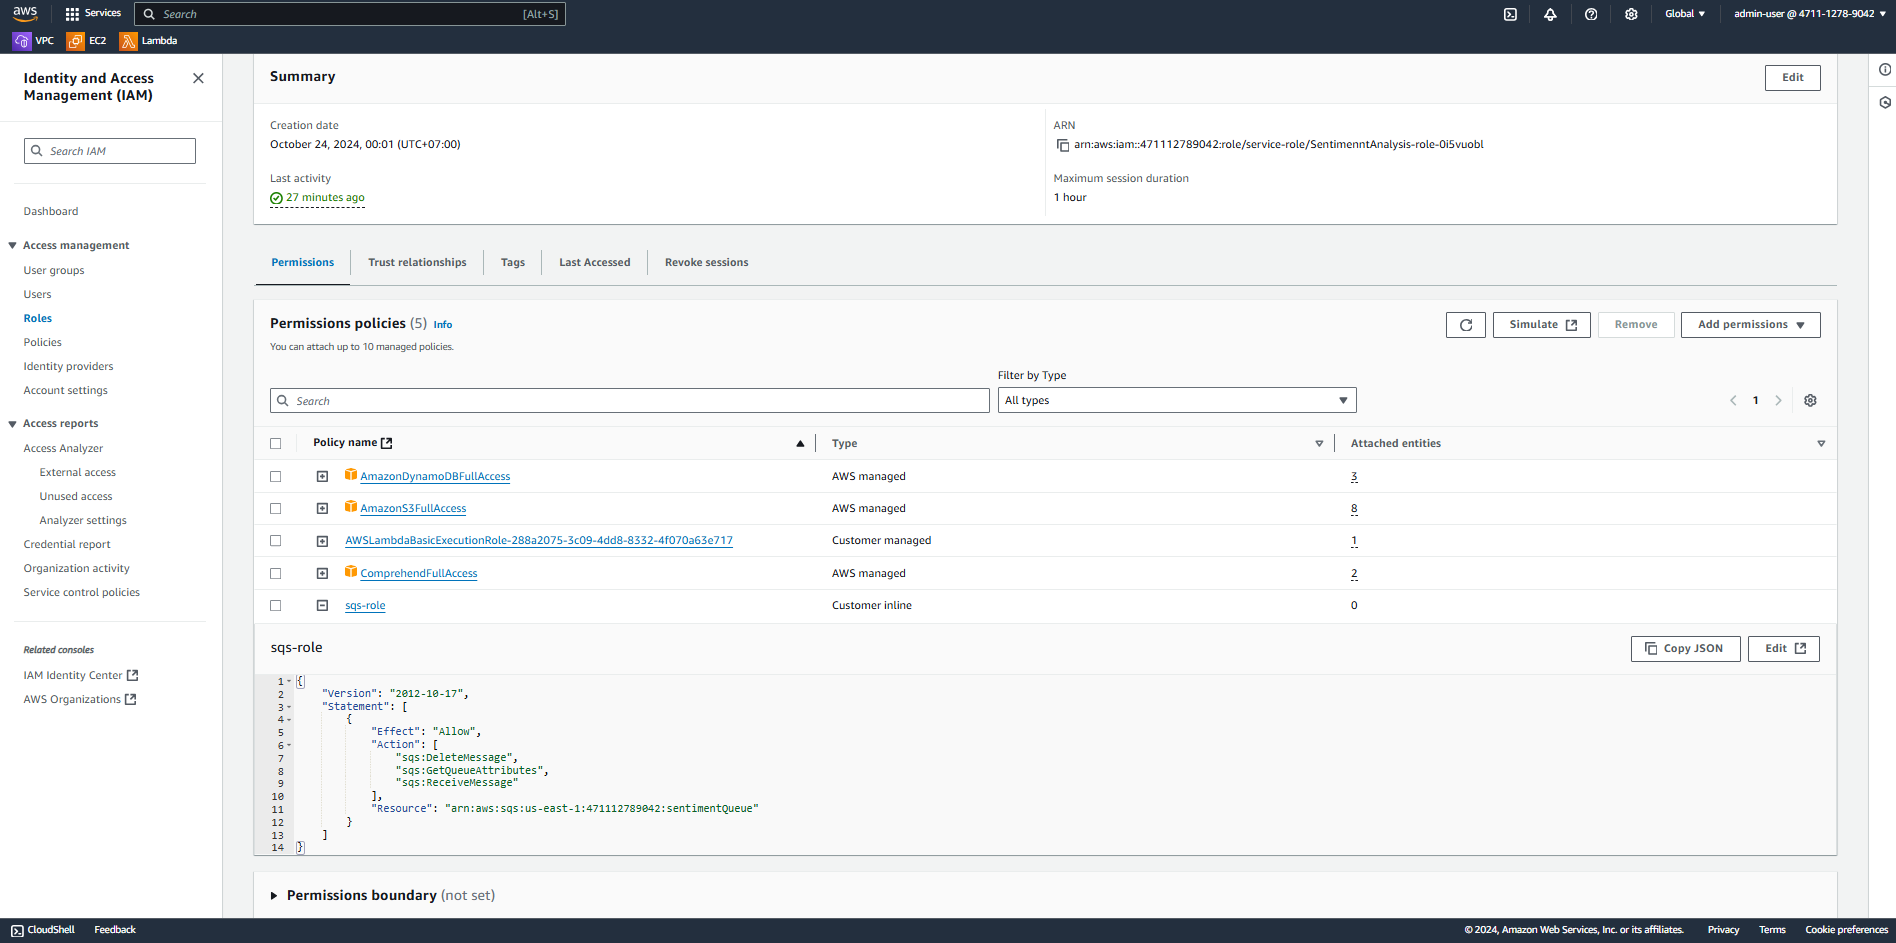 aws
Services
Search
[Alt+S]
Global
admin-user @ 4711-1278-9042
VPC
EC2
Lambda
Identity and Access
Management (IAM)
Search IAM
Dashboard
Access management
User groups
Users
Roles
Policies
Identity providers
Account settings
Access reports
Access Analyzer
External access
Unused access
Analyzer settings
Credential report
Organization activity
Service control policies
Related consoles
IAM Identity Center
AWS Organizations
Summary
Edit
Creation date
October 24, 2024, 00:01 (UTC+07:00)
ARN
arn:aws:iam::471112789042:role/service-role/SentimenntAnalysis-role-0i5vuobl
Last activity
27 minutes ago
Maximum session duration
1 hour
Permissions
Trust relationships
Tags
Last Accessed
Revoke sessions
Permissions policies (5) Info
You can attach up to 10 managed policies.
Simulate
Remove
Add permissions
Filter by Type
Search
All types
1
Policy name
Type
Attached entities
AmazonDynamoDBFullAccess
AWS managed
3
AmazonS3FullAccess
AWS managed
8
AWSLambdaBasicExecutionRole-288a2075-3c09-4dd8-8332-4f070a63e717
Customer managed
1
ComprehendFullAccess
AWS managed
2
sqs-role
Customer inline
0
sqs-role
Copy JSON
Edit
1 {
2 "Version": "2012-10-17",
3 "Statement": [
4 {
5 "Effect": "Allow",
6 "Action": [
7 "sqs:DeleteMessage",
8 "sqs:GetQueueAttributes",
9 "sqs:ReceiveMessage"
10 ],
11 "Resource": "arn:aws:sqs:us-east-1:471112789042:sentimentQueue"
12 }
13 ]
14 }
Permissions boundary (not set)
CloudShell
Feedback
© 2024, Amazon Web Services, Inc. or its affiliates.
Privacy
Terms
Cookie preferences